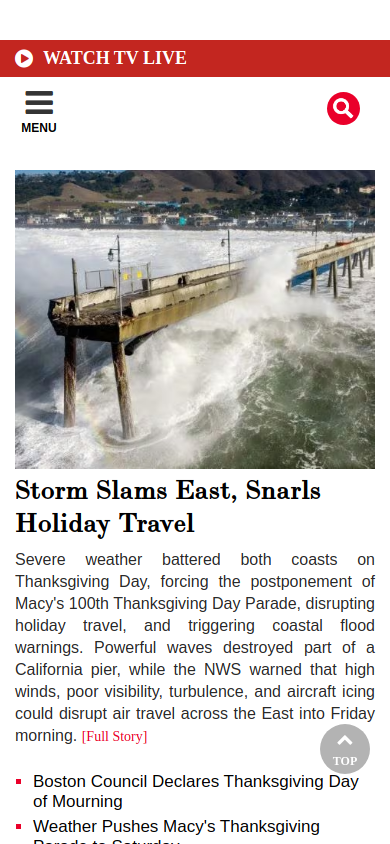 WATCH TV LIVE
MENU
Storm Slams East, Snarls
Holiday Travel
Severe weather battered both coasts on
Thanksgiving Day, forcing the postponement of
Macy's 100th Thanksgiving Day Parade, disrupting
holiday travel, and triggering coastal flood
warnings. Powerful waves destroyed part of a
California pier, while the NWS warned that high
winds, poor visibility, turbulence, and aircraft icing
could disrupt air travel across the East into Friday
morning. [Full Story]
TOP
Boston Council Declares Thanksgiving Day
of Mourning
Weather Pushes Macy's Thanksgiving
Parade to Saturday